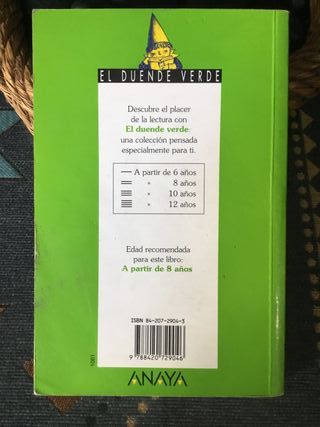 EL DUENDE VERDE
Descubre el placer
de la lectura con
El duende verde:
una colección pensada
especialmente para ti.
A partir de 6 años
» 8 años
» 10 años
» 12 años
Edad recomendada
para este libro:
A partir de 8 años
ISBN 84-207-2904-5
9 788420 729046
1061
ANAYA